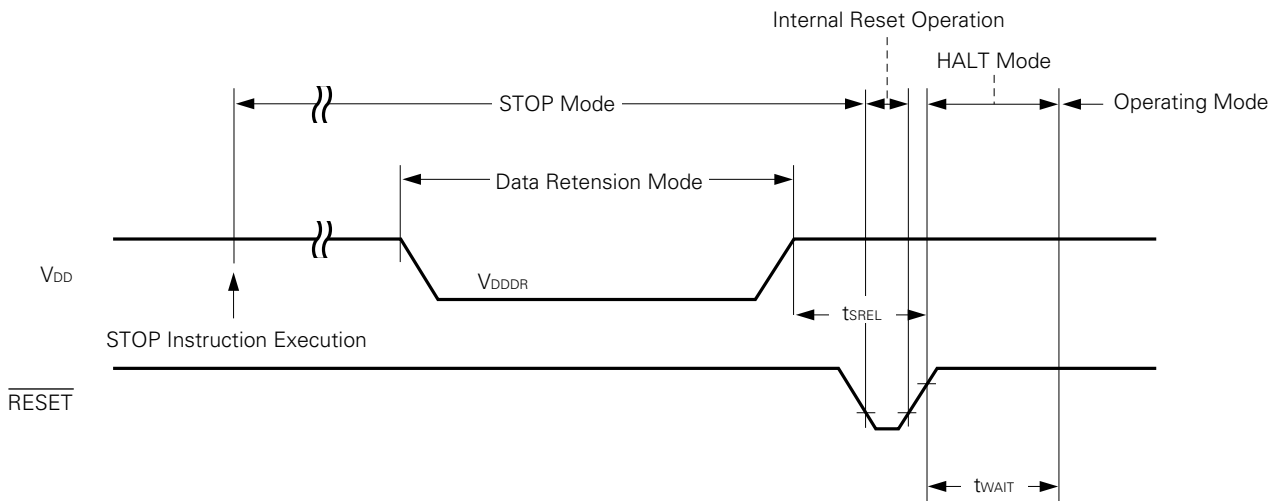 Internal Reset Operation
HALT Mode
STOP Mode
Operating Mode
Data Retension Mode
VDD
VDDDR
tSREL
STOP Instruction Execution
RESET
tWAIT